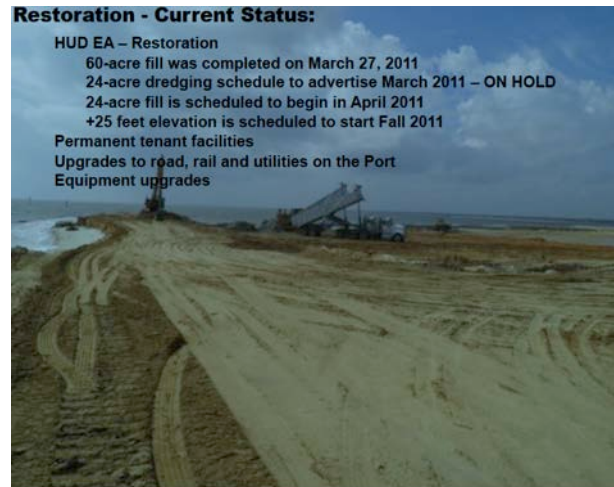 Restoration - Current Status:
HUD EA – Restoration
60-acre fill was completed on March 27, 2011
24-acre dredging schedule to advertise March 2011 – ON HOLD
24-acre fill is scheduled to begin in April 2011
+25 feet elevation is scheduled to start Fall 2011
Permanent tenant facilities
Upgrades to road, rail and utilities on the Port
Equipment upgrades